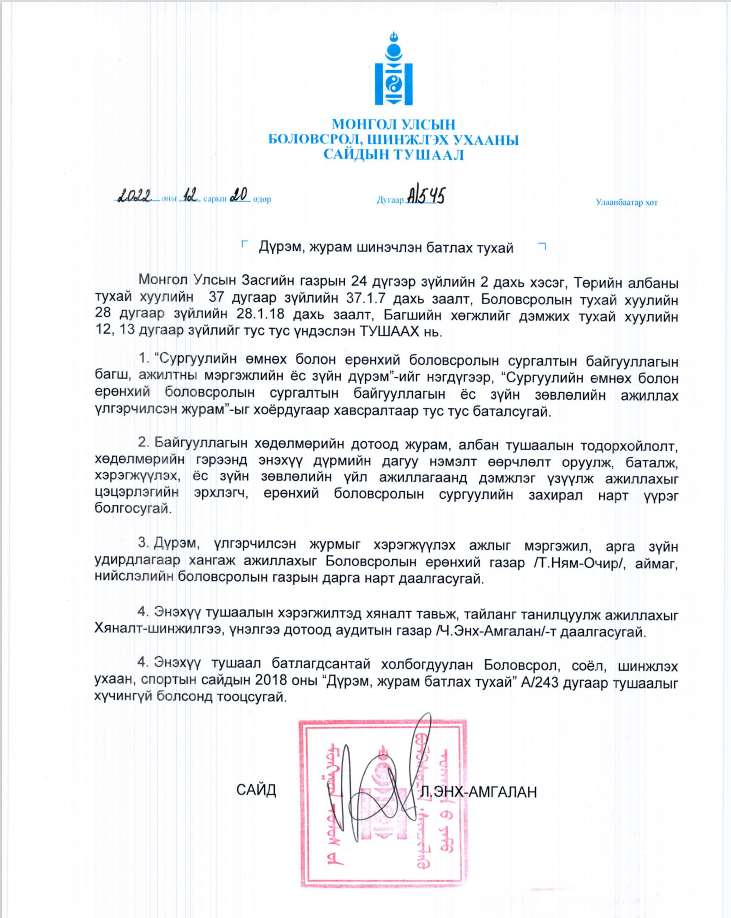 МОНГОЛ УЛСЫН
БОЛОВСРОЛ, ШИНЖЛЭХ УХААНЫ
САЙДЫН ТУШААЛ
2022 оны 12 сарын 20 өдөр Дугаар А/545 Улаанбаатар хот
Дүрэм, журам шинэчлэн батлах тухай
Монгол Улсын Засгийн газрын 24 дүгээр зүйлийн 2 дахь хэсэг, Төрийн албаны
тухай хуулийн 37 дугаар зүйлийн 37.1.7 дахь заалт, Боловсролын тухай хуулийн
28 дугаар зүйлийн 28.1.18 дахь заалт, Багшийн хөгжлийг дэмжих тухай хуулийн
12, 13 дугаар зүйлийг тус тус үндэслэн ТУШААХ нь.
1. “Сургуулийн өмнөх болон ерөнхий боловсролын сургалтын байгууллагын
багш, ажилтны мэргэжлийн ёс зүйн дүрэм”-ийг нэгдүгээр, “Сургуулийн өмнөх болон
ерөнхий боловсролын сургалтын байгууллагын ёс зүйн зөвлөлийн ажиллах
үлгэрчилсэн журам”-ыг хоёрдугаар хавсралтаар тус тус баталсугай.
2. Байгууллагын хөдөлмөрийн дотоод журам, албан тушаалын тодорхойлолт,
хөдөлмөрийн гэрээнд энэхүү дүрмийн дагуу нэмэлт өөрчлөлт оруулж, баталж,
хэрэгжүүлэх, ёс зүйн зөвлөлийн үйл ажиллагаанд дэмжлэг үзүүлж ажиллахыг
цэцэрлэгийн эрхлэгч, ерөнхий боловсролын сургуулийн захирал нарт үүрэг
болгосугай.
3. Дүрэм, үлгэрчилсэн журмыг хэрэгжүүлэх ажлыг мэргэжил, арга зүйн
удирдлагаар хангаж ажиллахыг Боловсролын ерөнхий газар /Т.Ням-Очир/, аймаг,
нийслэлийн боловсролын газрын дарга нарт даалгасугай.
4. Энэхүү тушаалын хэрэгжилтэд хяналт тавьж, тайланг танилцуулж ажиллахыг
Хяналт-шинжилгээ, үнэлгээ дотоод аудитын газар /Ч.Энх-Амгалан/-т даалгасугай.
4. Энэхүү тушаал батлагдсантай холбогдуулан Боловсрол, соёл, шинжлэх
ухаан, спортын сайдын 2018 оны “Дүрэм, журам батлах тухай” А/243 дугаар тушаалыг
хүчингүй болсонд тооцсугай.
САЙД Л.ЭНХ-АМГАЛАН